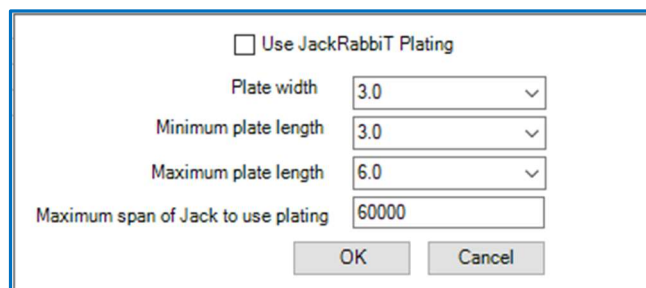 Use JackRabbiT Plating
Plate width 3.0
Minimum plate length 3.0
Maximum plate length 6.0
Maximum span of Jack to use plating 60000
OK Cancel